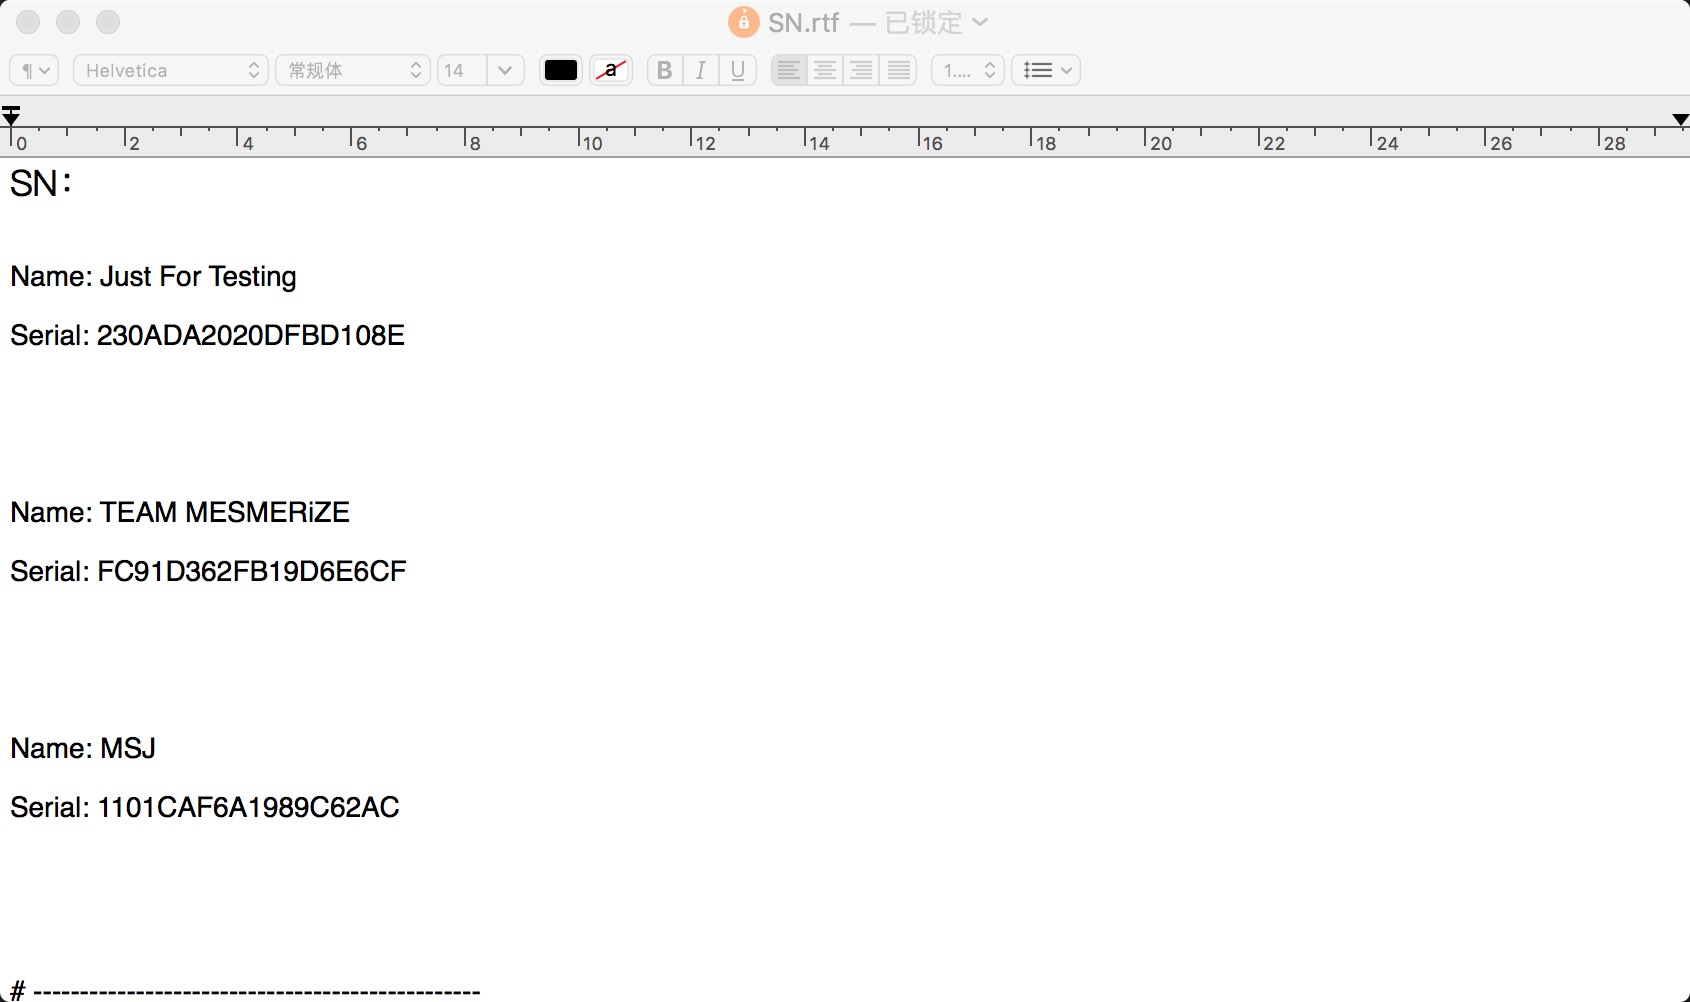 SN.rtf — 已锁定
¶ Helvetica 常规体 14 a B I U 1....
0 2 4 6 8 10 12 14 16 18 20 22 24 26 28
SN：
Name: Just For Testing
Serial: 230ADA2020DFBD108E
Name: TEAM MESMERiZE
Serial: FC91D362FB19D6E6CF
Name: MSJ
Serial: 1101CAF6A1989C62AC
# ------------------------------------------------